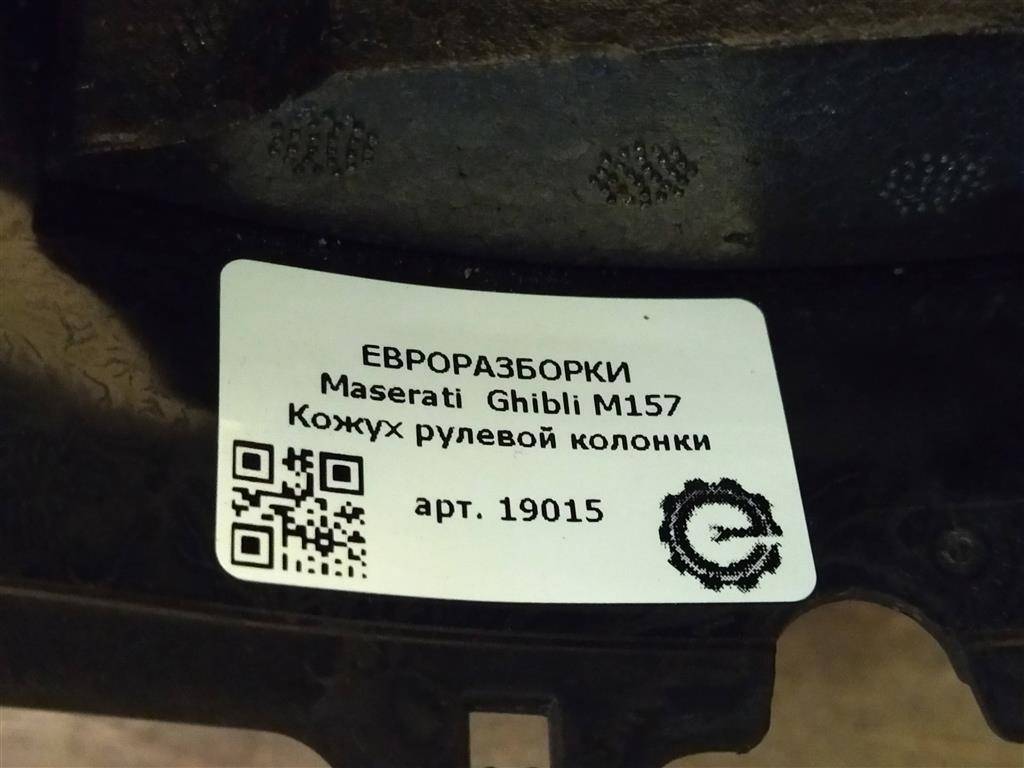 ЕВРОРАЗБОРКИ
Maserati Ghibli M157
Кожух рулевой колонки
арт. 19015